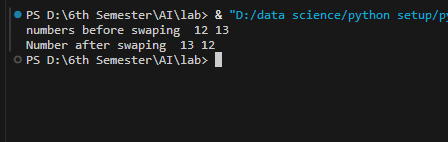 PS D:\6th Semester\AI\lab> & "D:/data science/python setup/py
numbers before swaping  12 13
Number after swaping  13 12
PS D:\6th Semester\AI\lab>